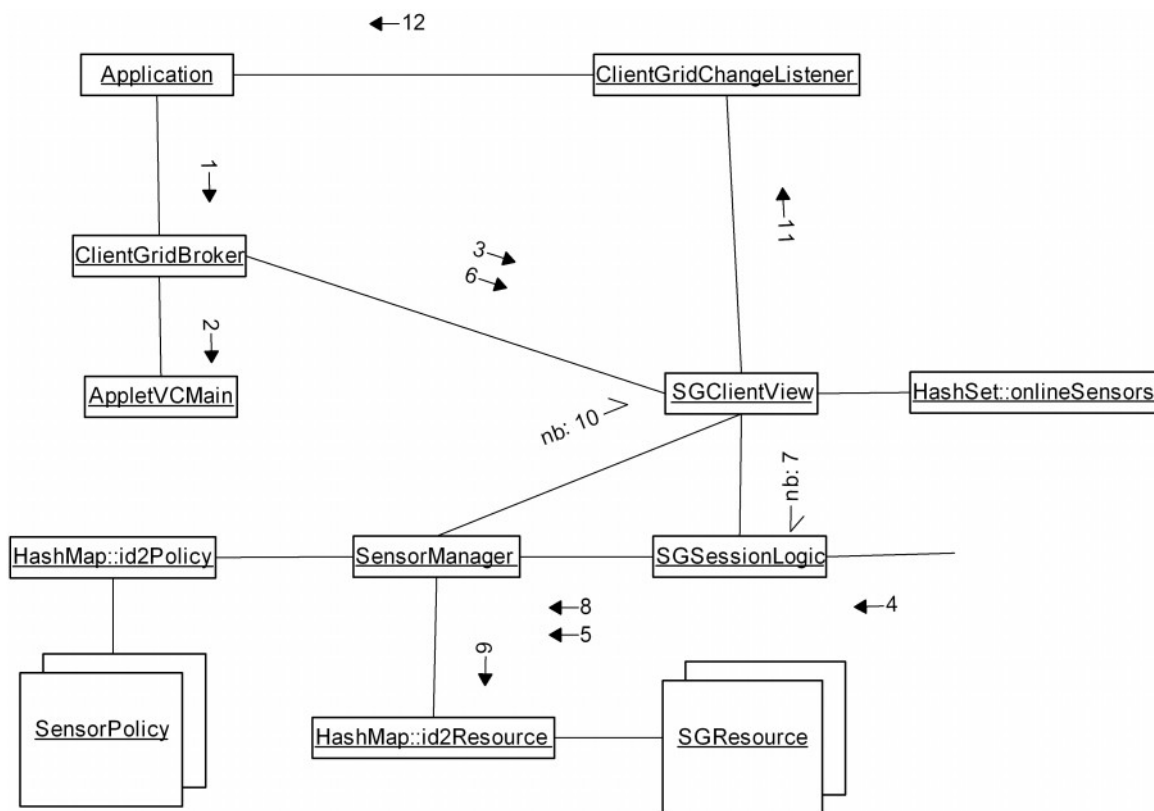 12
Application
ClientGridChangeListener
1
11
ClientGridBroker
3
6
2
AppletVCMain
SGClientView
HashSet::onlineSensors
nb: 10
nb: 7
HashMap::id2Policy
SensorManager
SGSessionLogic
8
4
5
9
SensorPolicy
HashMap::id2Resource
SGResource